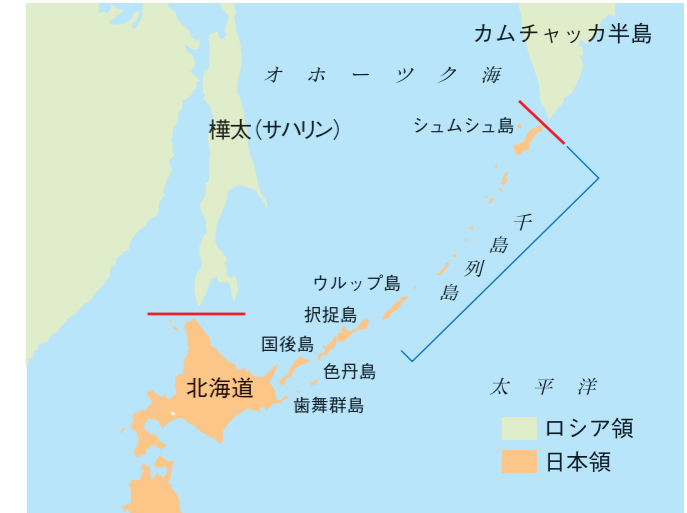 カムチャッカ半島
オホーツク海
樺太(サハリン)
シュムシュ島
千島列島
ウルップ島
択捉島
国後島
色丹島
北海道
歯舞群島
太平洋
ロシア領
日本領